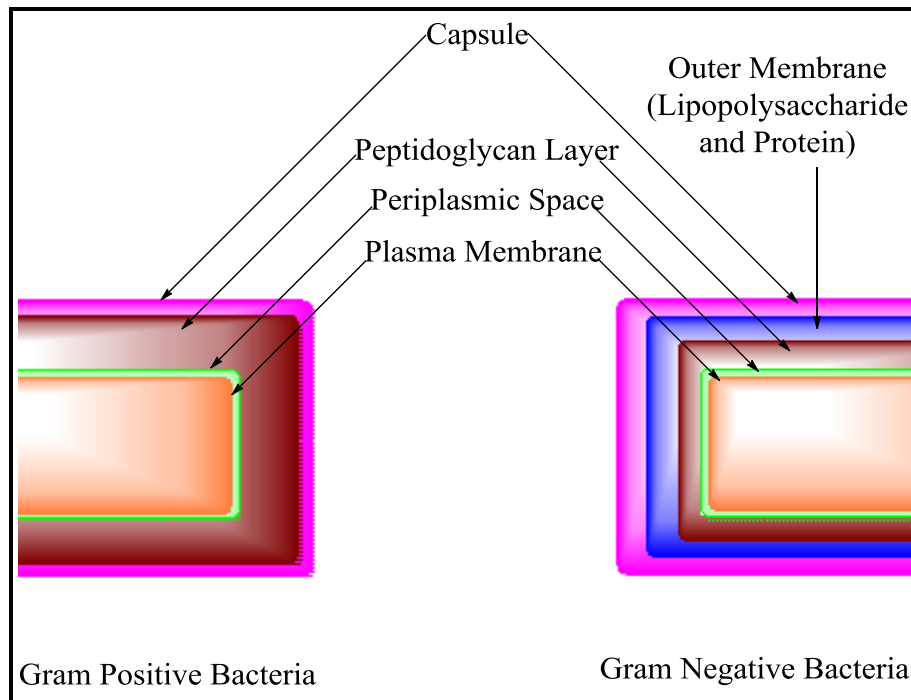 Capsule
Outer Membrane
(Lipopolysaccharide
and Protein)
Peptidoglycan Layer
Periplasmic Space
Plasma Membrane
Gram Positive Bacteria
Gram Negative Bacteria